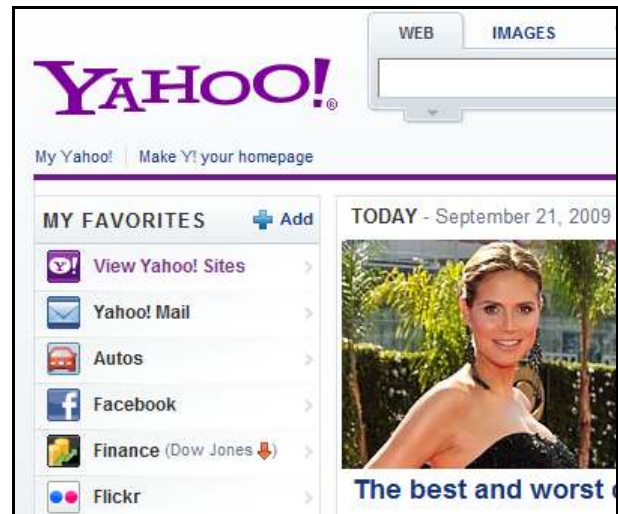 WEB IMAGES
YAHOO!®
My Yahoo! Make Y! your homepage
MY FAVORITES Add
TODAY - September 21, 2009
View Yahoo! Sites
Yahoo! Mail
Autos
Facebook
Finance (Dow Jones )
Flickr
The best and worst